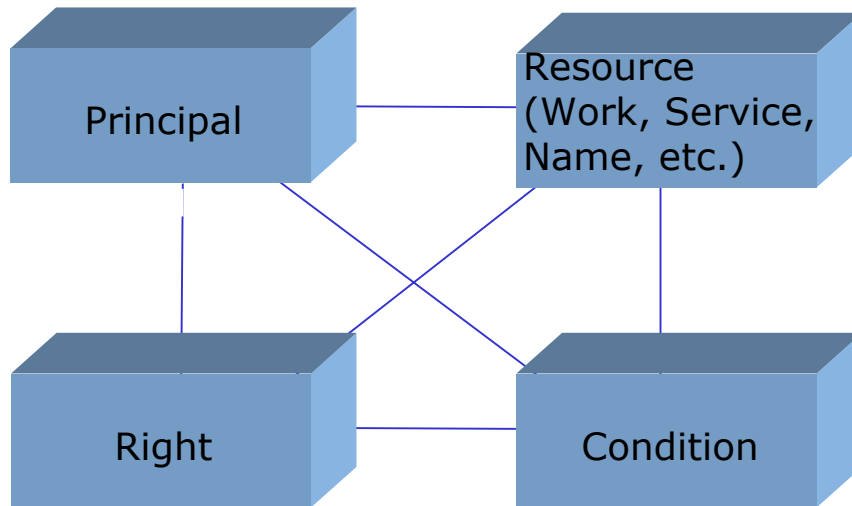 Principal
Resource
(Work, Service,
Name, etc.)
Right
Condition